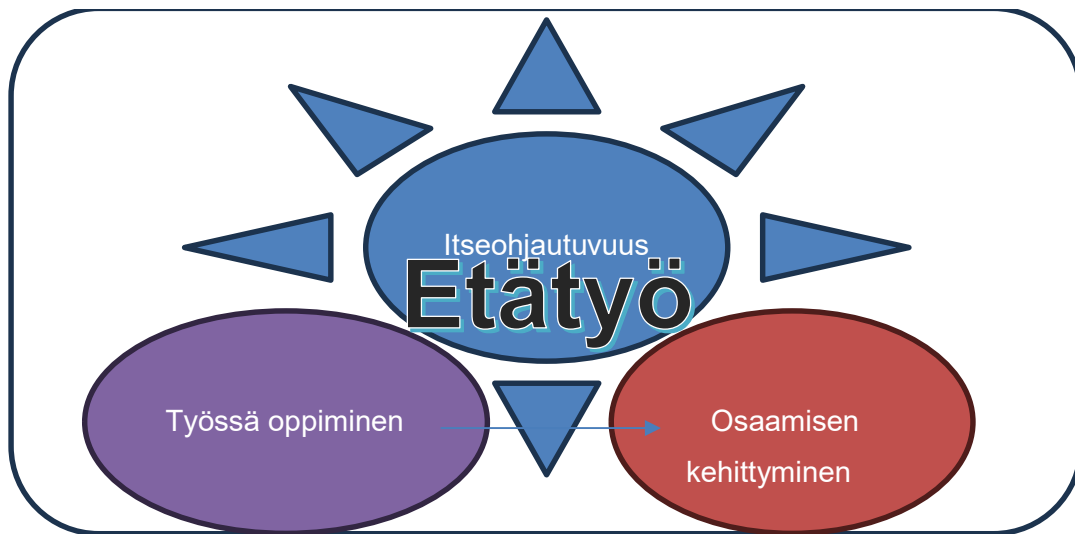 Itseohjautuvuus
Etätyö
Työssä oppiminen
Osaamisen
kehittyminen